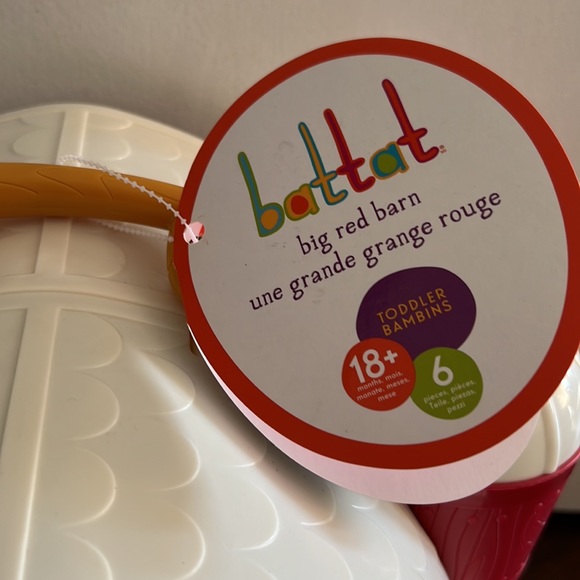 battat
big red barn
une grande grange rouge
TODDLER
BAMBINS
18+
months, mois,
monate, meses,
mese
6
pieces, pièces,
Teile, piezas,
pezzi